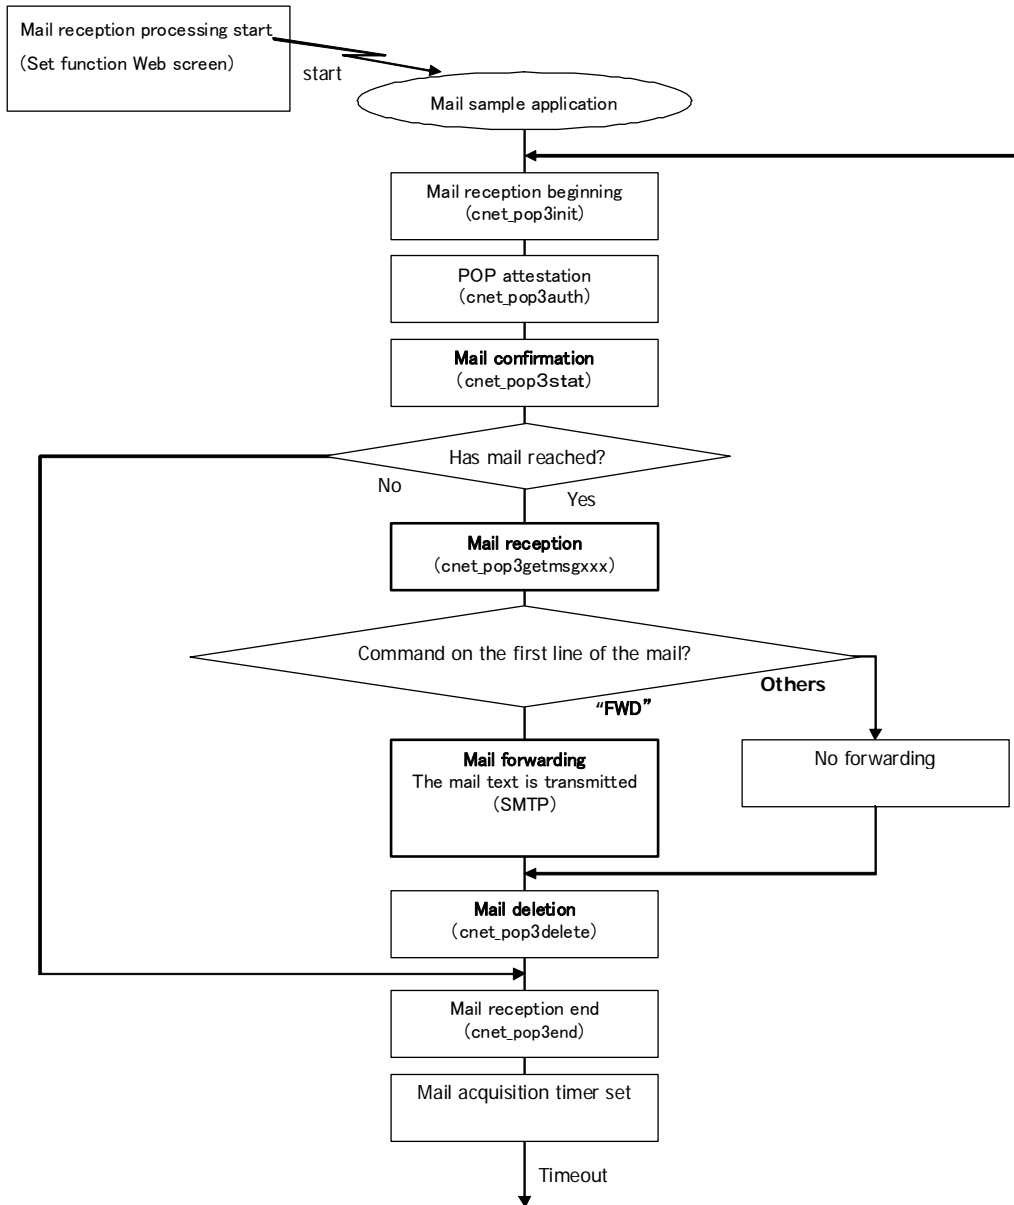 Mail reception processing start
(Set function Web screen)
start
Mail sample application
Mail reception beginning
(cnet_pop3init)
POP attestation
(cnet_pop3auth)
Mail confirmation
(cnet_pop3stat)
Has mail reached?
No
Yes
Mail reception
(cnet_pop3getmsgxxx)
Command on the first line of the mail?
Others
“FWD”
Mail forwarding
The mail text is transmitted
(SMTP)
No forwarding
Mail deletion
(cnet_pop3delete)
Mail reception end
(cnet_pop3end)
Mail acquisition timer set
Timeout